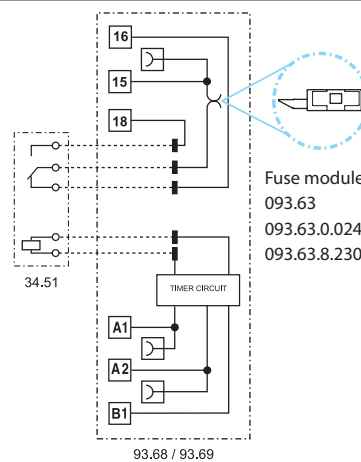 16
15
18
Fuse module
093.63
093.63.0.024
093.63.8.230
34.51
TIMER CIRCUIT
A1
A2
B1
93.68 / 93.69